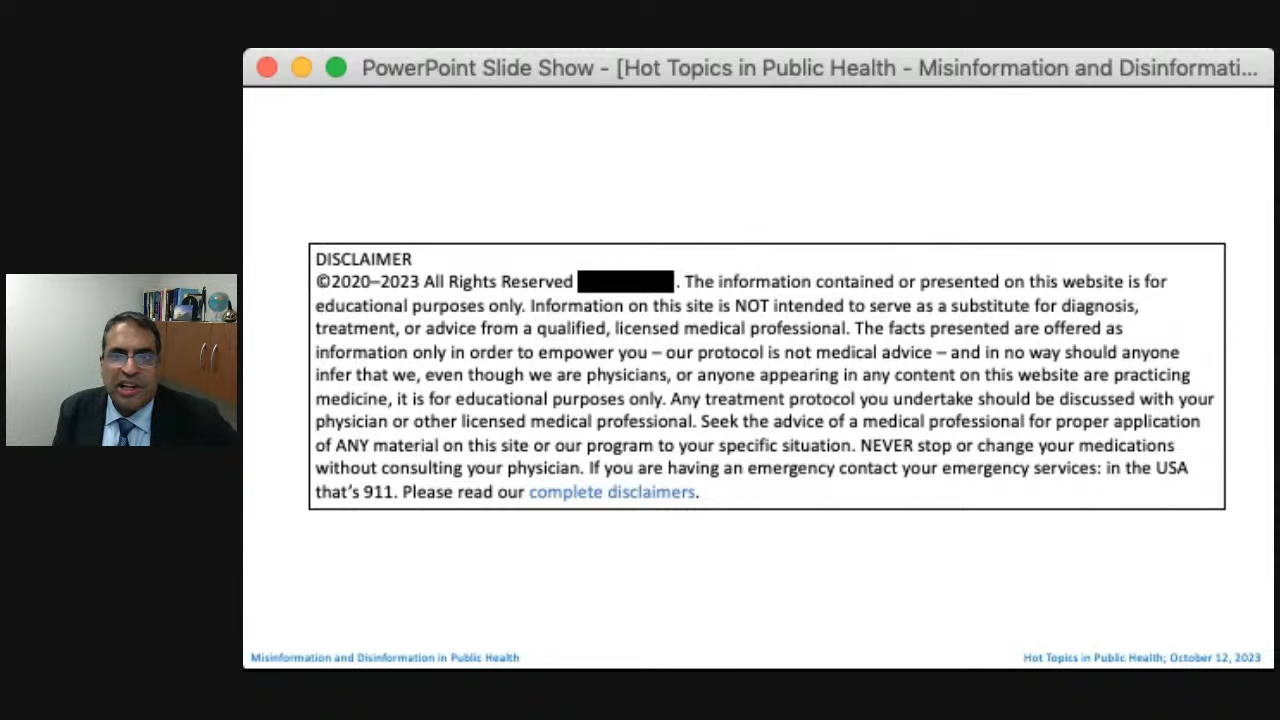 PowerPoint Slide Show - [Hot Topics in Public Health - Misinformation and Disinformati...
DISCLAIMER
©2020–2023 All Rights Reserved . The information contained or presented on this website is for
educational purposes only. Information on this site is NOT intended to serve as a substitute for diagnosis,
treatment, or advice from a qualified, licensed medical professional. The facts presented are offered as
information only in order to empower you – our protocol is not medical advice – and in no way should anyone
infer that we, even though we are physicians, or anyone appearing in any content on this website are practicing
medicine, it is for educational purposes only. Any treatment protocol you undertake should be discussed with your
physician or other licensed medical professional. Seek the advice of a medical professional for proper application
of ANY material on this site or our program to your specific situation. NEVER stop or change your medications
without consulting your physician. If you are having an emergency contact your emergency services: in the USA
that's 911. Please read our complete disclaimers.
Misinformation and Disinformation in Public Health
Hot Topics in Public Health; October 12, 2023